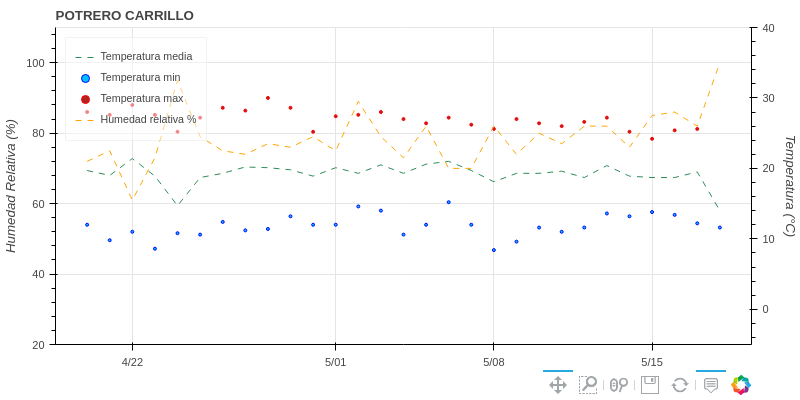 POTRERO CARRILLO
Temperatura media
Temperatura min
Temperatura max
Humedad relativa %
Humedad Relativa (%)
100
80
60
40
20
40
30
20
10
0
Temperatura (°C)
4/22
5/01
5/08
5/15